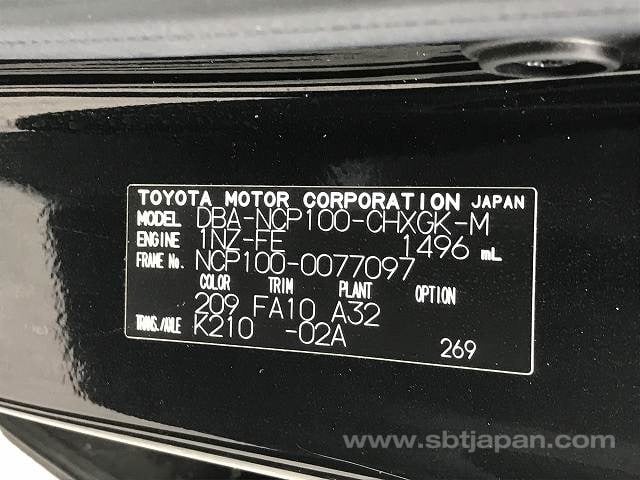 TOYOTA MOTOR CORPORATION JAPAN
MODEL DBA-NCP100-CHXGK-M
ENGINE 1NZ-FE 1496 mL
FRAME No. NCP100-0077097
COLOR TRIM PLANT OPTION
209 FA10 A32
TRANS./AXLE K210 -02A 269
www.sbtjapan.com